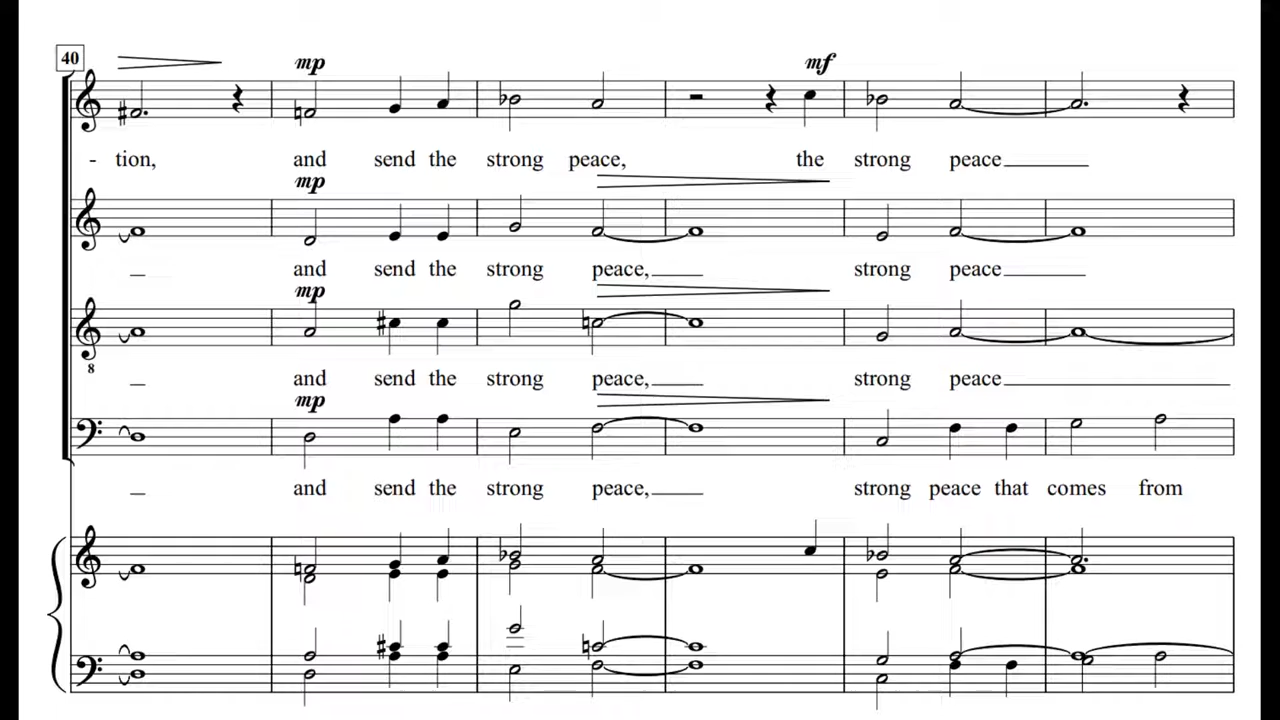 40
mp
mf
- tion, and send the strong peace, the strong peace
mp
and send the strong peace, strong peace
mp
8
and send the strong peace, strong peace
mp
and send the strong peace, strong peace that comes from